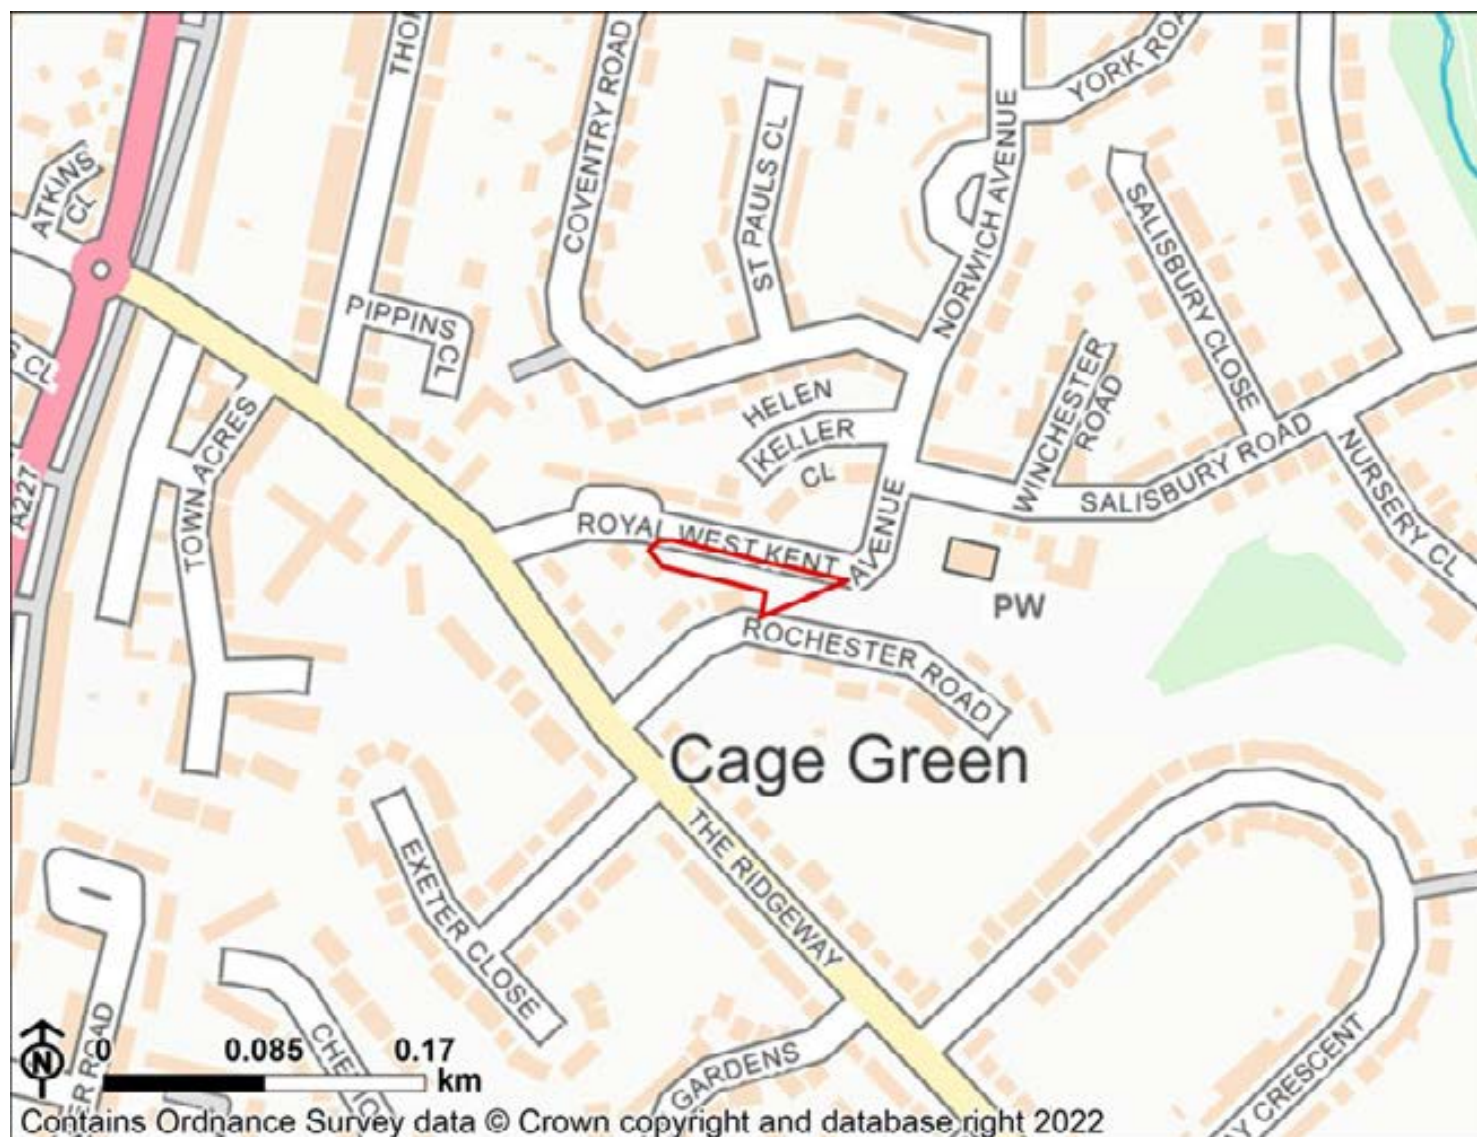 THO
COVENTRY ROAD
YORK ROA
ATKINS
CL
ST PAULS CL
NORWICH AVENUE
SALISBURY CLOSE
PIPPINS
CL
CL
HELEN
KELLER
CL
WINCHESTER
ROAD
TOWN ACRES
A227
SALISBURY ROAD
NURSERY CL
ROYAL WEST KENT
AVENUE
PW
ROCHESTER ROAD
Cage Green
THE RIDGEWAY
EXETER CLOSE
ER ROAD
CHE
GARDENS
Y CRESCENT
N
0 0.085 0.17
km
Contains Ordnance Survey data © Crown copyright and database right 2022